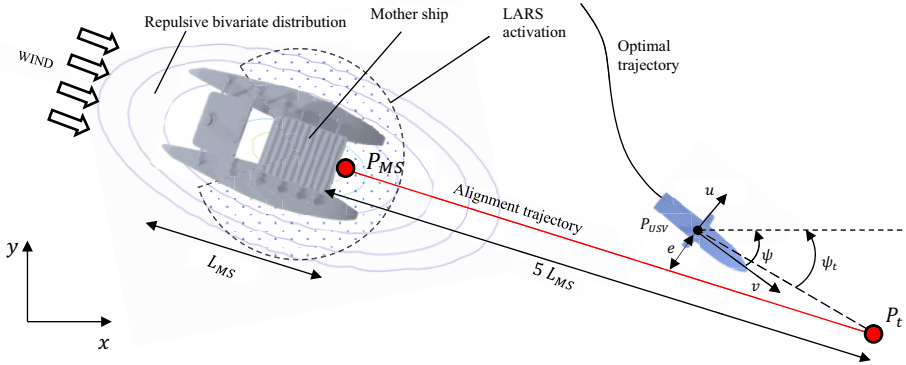 Repulsive bivariate distribution
Mother ship
LARS
activation
WIND
Optimal
trajectory
P_MS
Alignment trajectory
u
P_USV
e
ψ
ψ_t
v
L_MS
5 L_MS
P_t
y
x